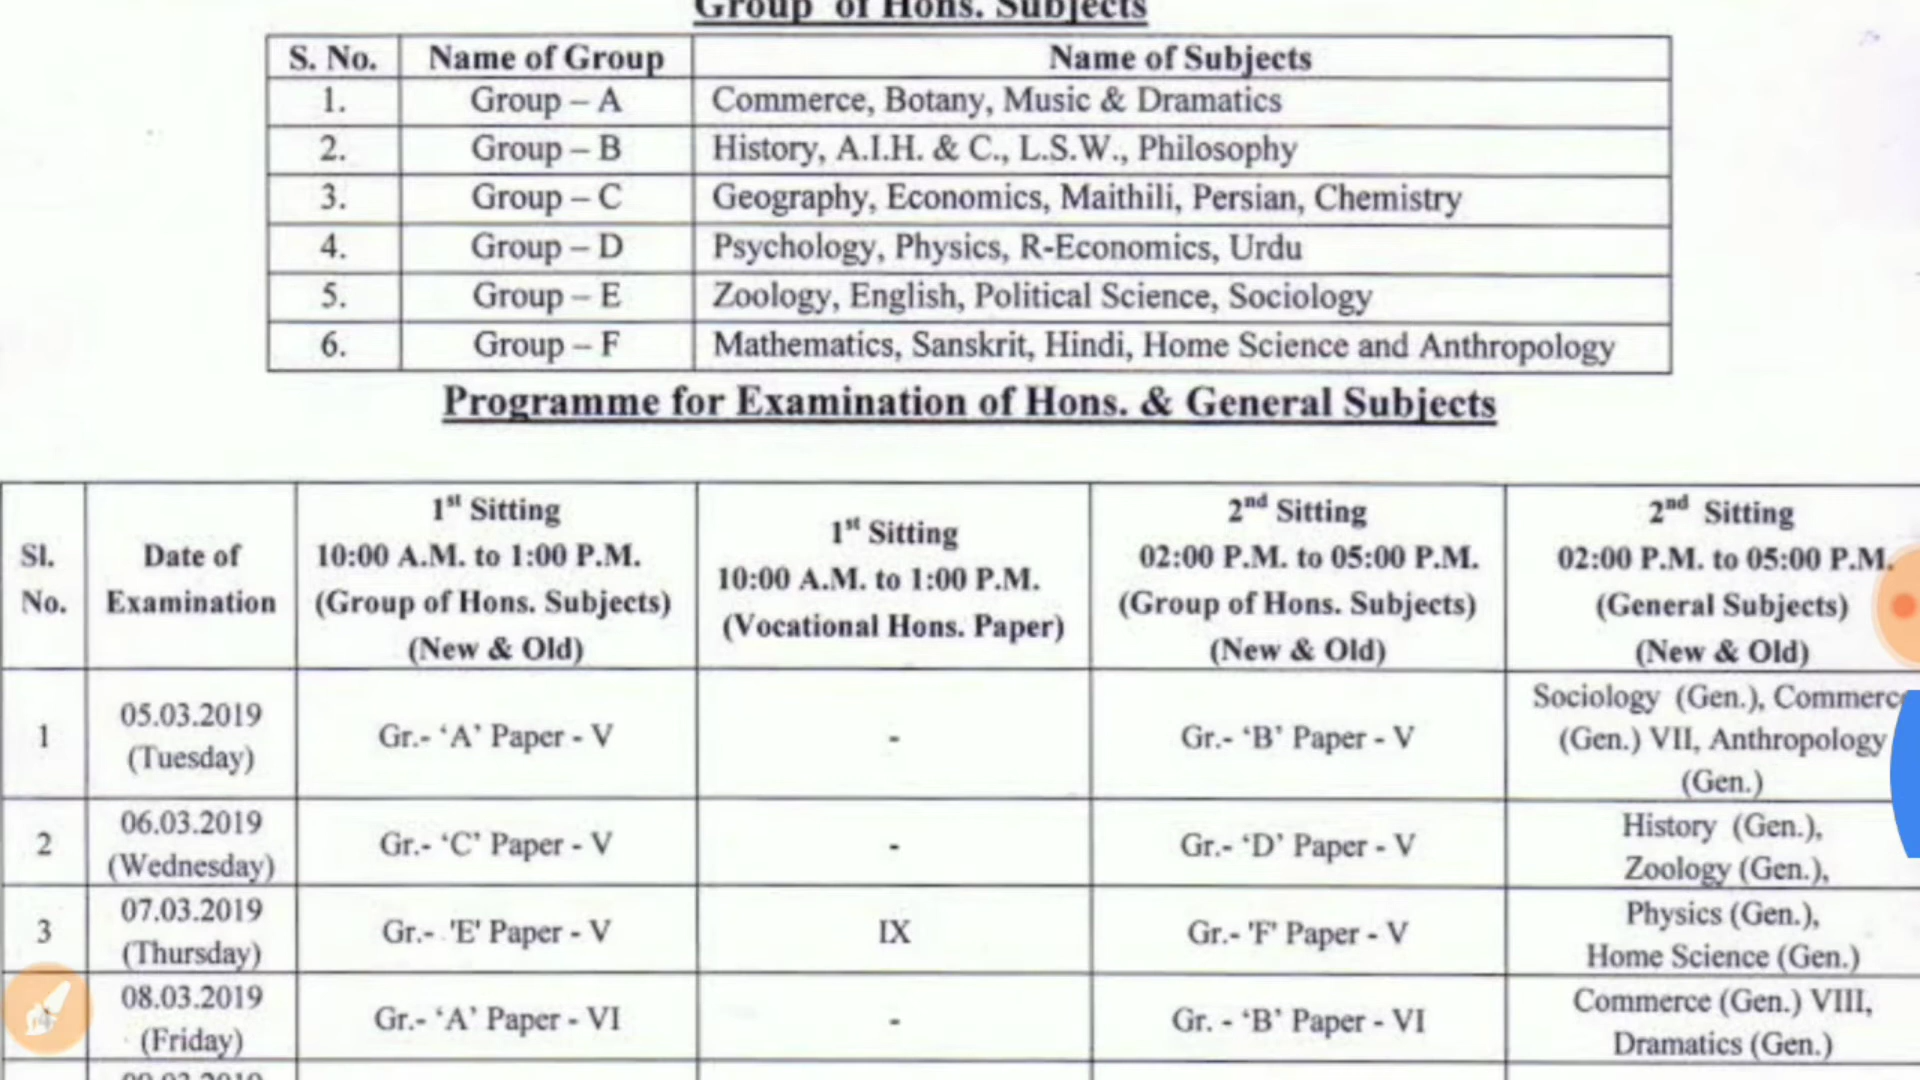 Group of Hons. Subjects
S. No. Name of Group Name of Subjects
1. Group – A Commerce, Botany, Music & Dramatics
2. Group – B History, A.I.H. & C., L.S.W., Philosophy
3. Group – C Geography, Economics, Maithili, Persian, Chemistry
4. Group – D Psychology, Physics, R-Economics, Urdu
5. Group – E Zoology, English, Political Science, Sociology
6. Group – F Mathematics, Sanskrit, Hindi, Home Science and Anthropology
Programme for Examination of Hons. & General Subjects
Sl.
No.
Date of
Examination
1st Sitting
10:00 A.M. to 1:00 P.M.
(Group of Hons. Subjects)
(New & Old)
1st Sitting
10:00 A.M. to 1:00 P.M.
(Vocational Hons. Paper)
2nd Sitting
02:00 P.M. to 05:00 P.M.
(Group of Hons. Subjects)
(New & Old)
2nd Sitting
02:00 P.M. to 05:00 P.M.
(General Subjects)
(New & Old)
1
05.03.2019
(Tuesday)
Gr.- ‘A’ Paper - V
-
Gr.- ‘B’ Paper - V
Sociology (Gen.), Commerce
(Gen.) VII, Anthropology
(Gen.)
2
06.03.2019
(Wednesday)
Gr.- ‘C’ Paper - V
-
Gr.- ‘D’ Paper - V
History (Gen.),
Zoology (Gen.),
3
07.03.2019
(Thursday)
Gr.- 'E' Paper - V
IX
Gr.- 'F' Paper - V
Physics (Gen.),
Home Science (Gen.)
08.03.2019
(Friday)
Gr.- ‘A’ Paper - VI
-
Gr. - ‘B’ Paper - VI
Commerce (Gen.) VIII,
Dramatics (Gen.)